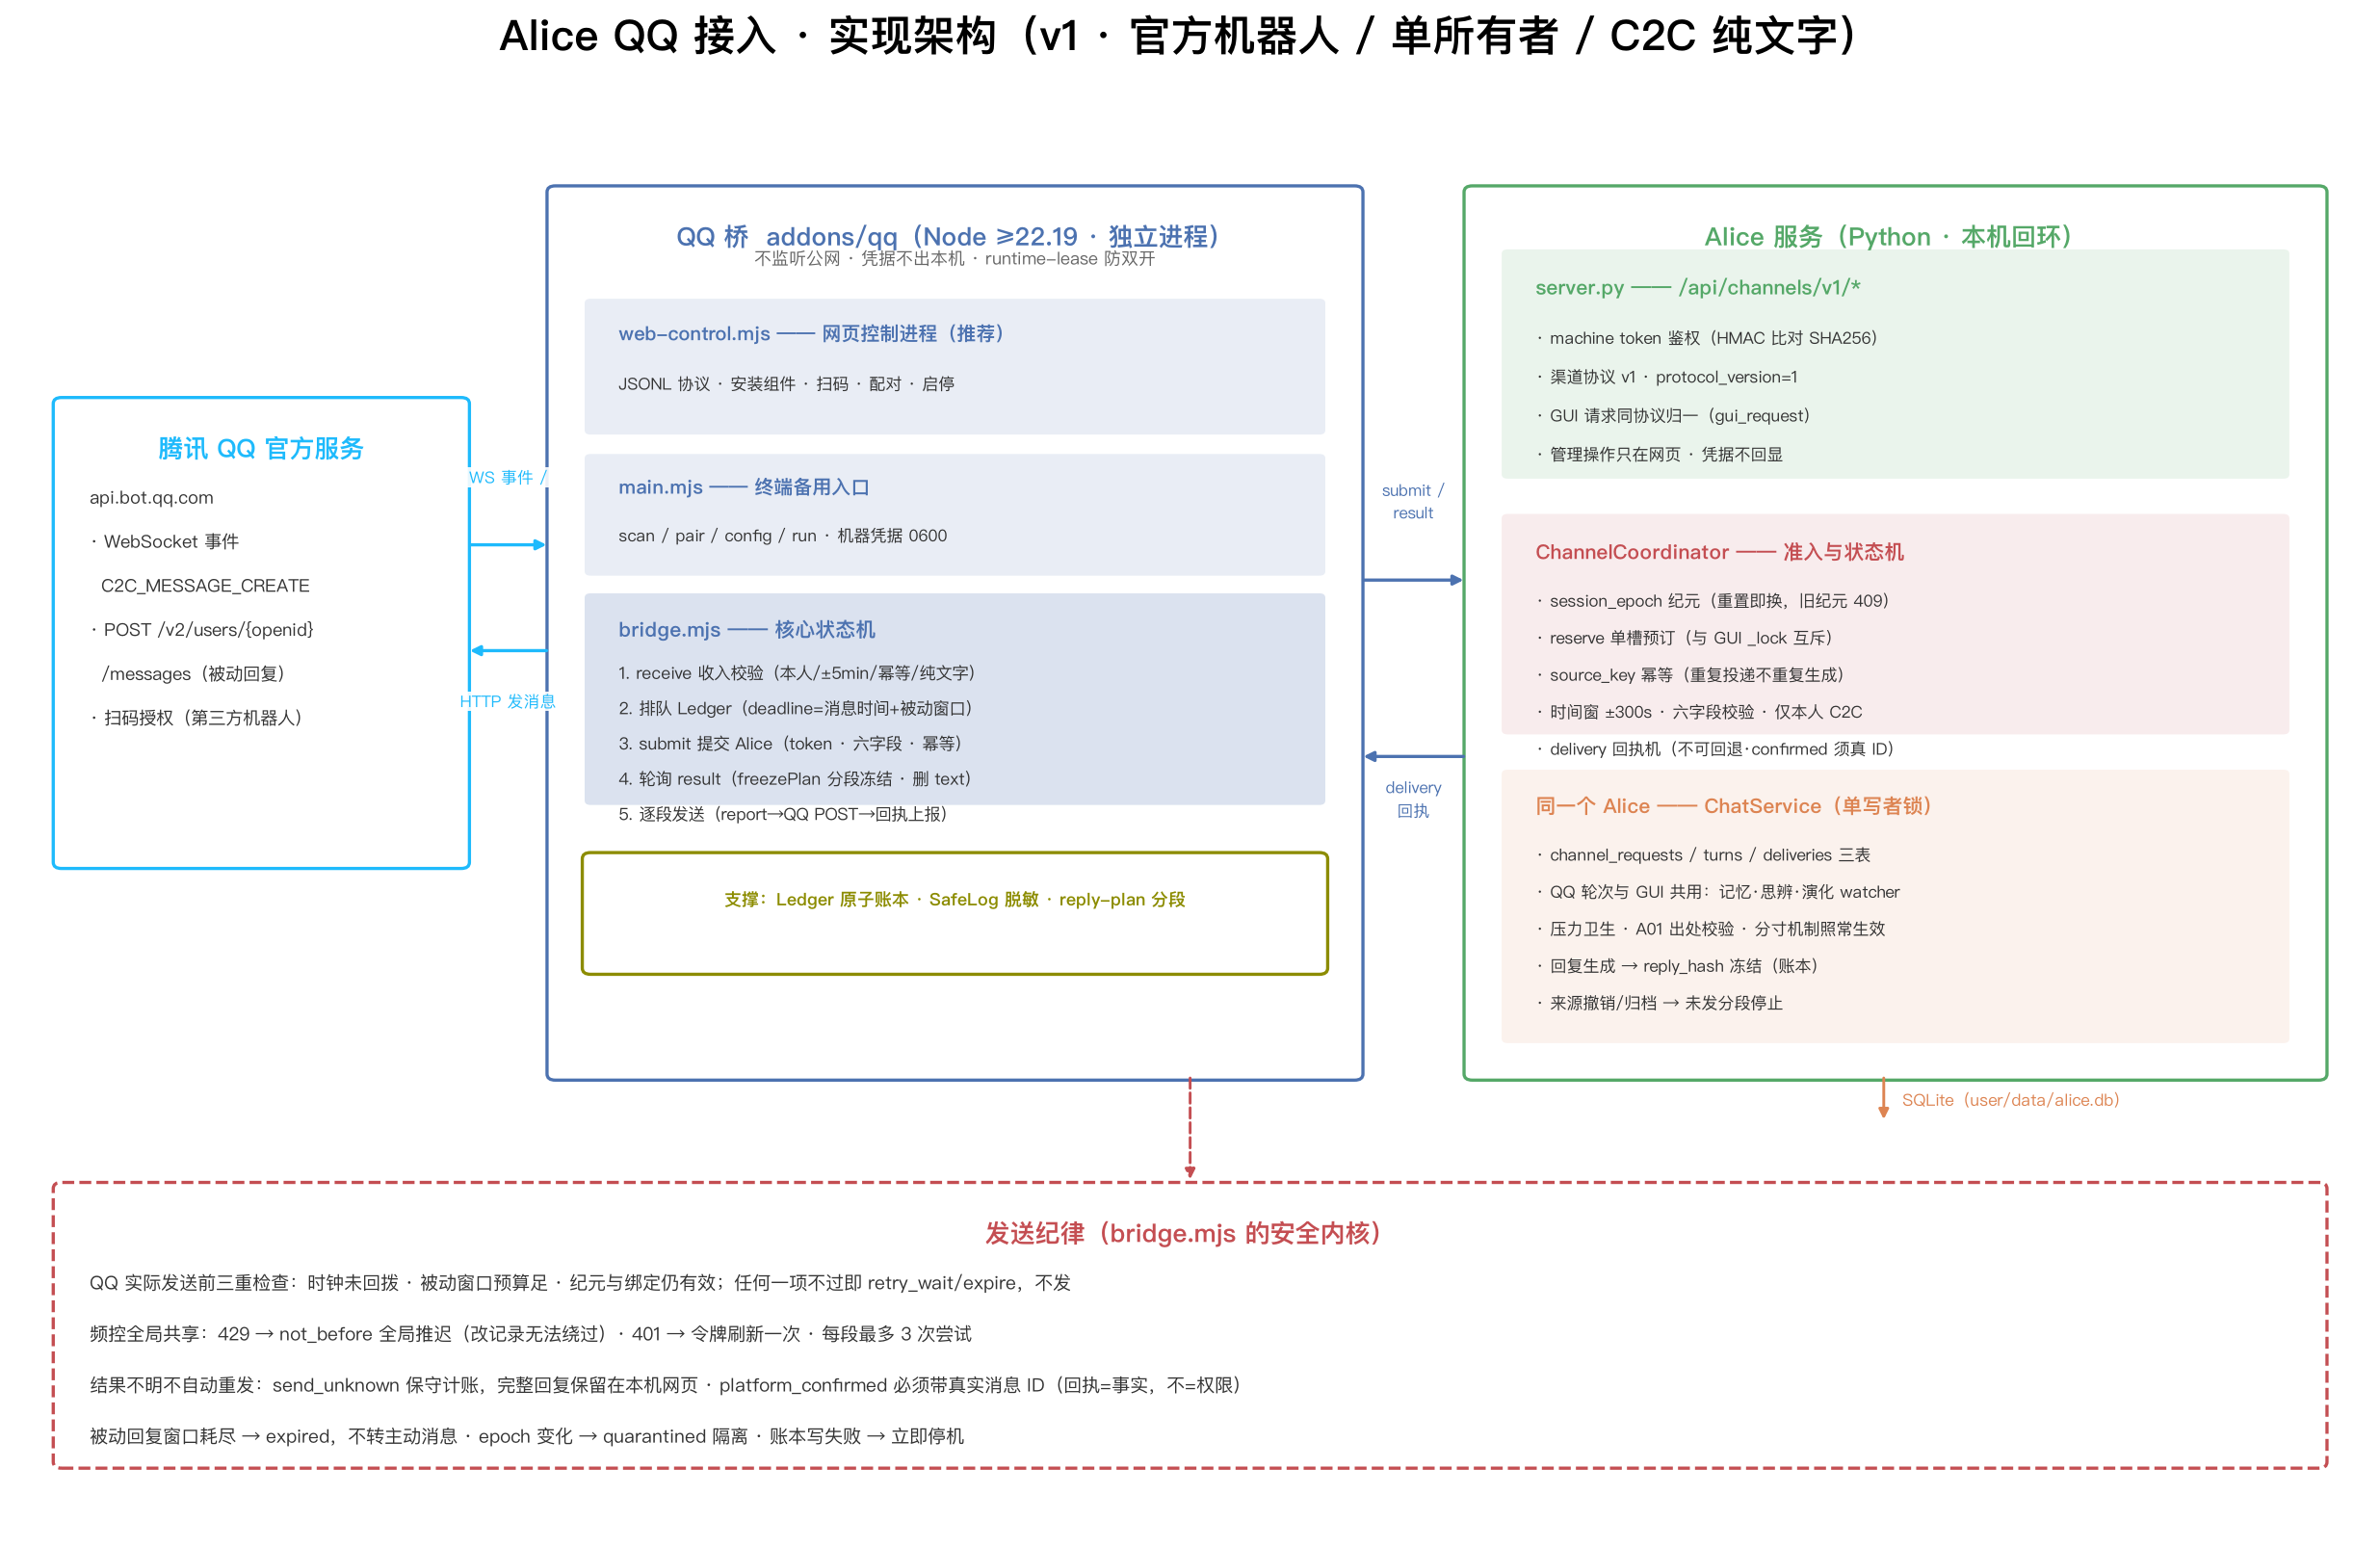 Alice QQ 接入 · 实现架构（v1 · 官方机器人 / 单所有者 / C2C 纯文字）
腾讯 QQ 官方服务
api.bot.qq.com
· WebSocket 事件
C2C_MESSAGE_CREATE
· POST /v2/users/{openid}
/messages（被动回复）
· 扫码授权（第三方机器人）
WS 事件 /
HTTP 发消息
QQ 桥  addons/qq（Node ≥22.19 · 独立进程）
不监听公网 · 凭据不出本机 · runtime-lease 防双开
web-control.mjs —— 网页控制进程（推荐）
JSONL 协议 · 安装组件 · 扫码 · 配对 · 启停
main.mjs —— 终端备用入口
scan / pair / config / run · 机器凭据 0600
bridge.mjs —— 核心状态机
1. receive 收入校验（本人/±5min/幂等/纯文字）
2. 排队 Ledger（deadline=消息时间+被动窗口）
3. submit 提交 Alice（token · 六字段 · 幂等）
4. 轮询 result（freezePlan 分段冻结 · 删 text）
5. 逐段发送（report→QQ POST→回执上报）
支撑：Ledger 原子账本 · SafeLog 脱敏 · reply-plan 分段
submit /
result
delivery
回执
Alice 服务（Python · 本机回环）
server.py —— /api/channels/v1/*
· machine token 鉴权（HMAC 比对 SHA256）
· 渠道协议 v1 · protocol_version=1
· GUI 请求同协议归一（gui_request）
· 管理操作只在网页 · 凭据不回显
ChannelCoordinator —— 准入与状态机
· session_epoch 纪元（重置即换，旧纪元 409）
· reserve 单槽预订（与 GUI _lock 互斥）
· source_key 幂等（重复投递不重复生成）
· 时间窗 ±300s · 六字段校验 · 仅本人 C2C
· delivery 回执机（不可回退·confirmed 须真 ID）
同一个 Alice —— ChatService（单写者锁）
· channel_requests / turns / deliveries 三表
· QQ 轮次与 GUI 共用：记忆·思辨·演化 watcher
· 压力卫生 · A01 出处校验 · 分寸机制照常生效
· 回复生成 → reply_hash 冻结（账本）
· 来源撤销/归档 → 未发分段停止
SQLite（user/data/alice.db）
发送纪律（bridge.mjs 的安全内核）
QQ 实际发送前三重检查：时钟未回拨 · 被动窗口预算足 · 纪元与绑定仍有效；任何一项不过即 retry_wait/expire，不发
频控全局共享：429 → not_before 全局推迟（改记录无法绕过）· 401 → 令牌刷新一次 · 每段最多 3 次尝试
结果不明不自动重发：send_unknown 保守计账，完整回复保留在本机网页 · platform_confirmed 必须带真实消息 ID（回执=事实，不=权限）
被动回复窗口耗尽 → expired，不转主动消息 · epoch 变化 → quarantined 隔离 · 账本写失败 → 立即停机